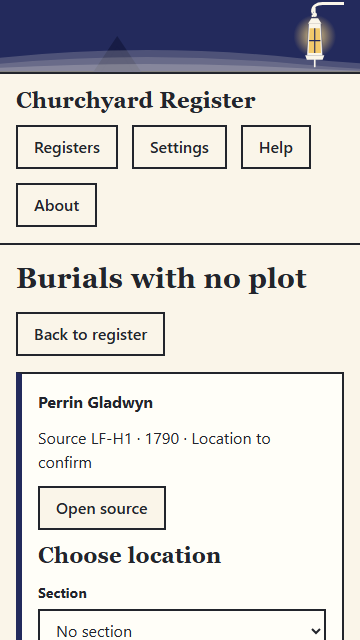 Churchyard Register
Registers
Settings
Help
About
Burials with no plot
Back to register
Perrin Gladwyn
Source LF-H1 · 1790 · Location to
confirm
Open source
Choose location
Section
No section